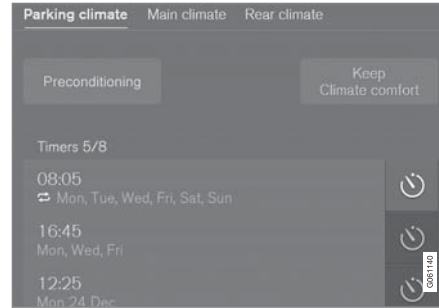 Parking climate Main climate Rear climate
Preconditioning
Keep
Climate comfort
Timers 5/8
08:05
Mon, Tue, Wed, Fri, Sat, Sun
16:45
Mon, Wed, Fri
12:25
Mon 24 Dec
G061140